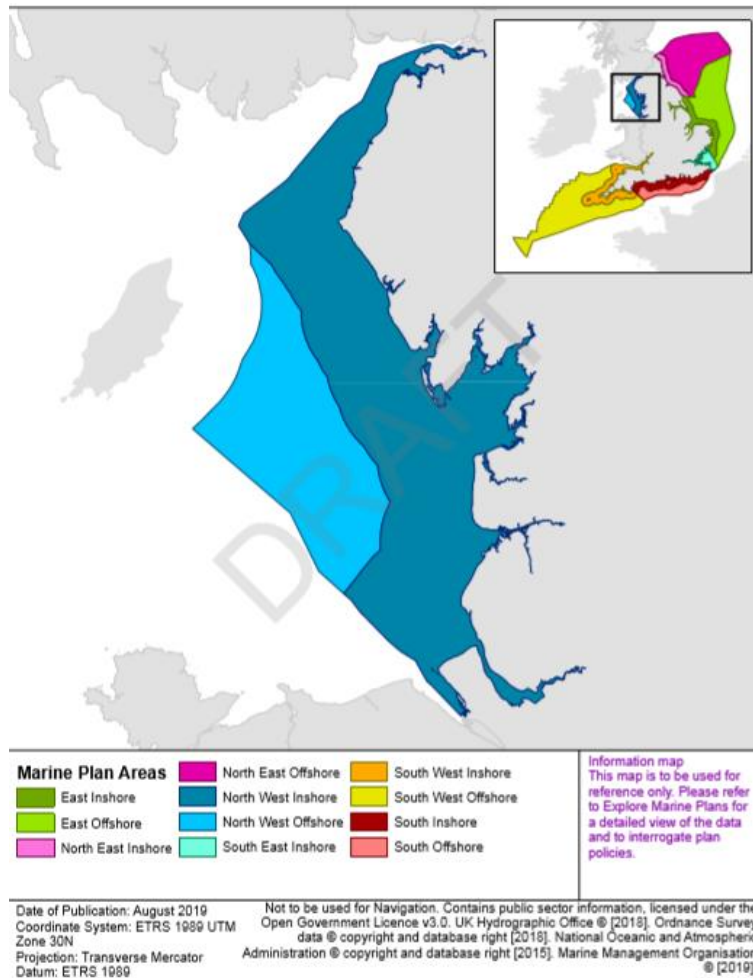 DRAFT
Marine Plan Areas
East Inshore
East Offshore
North East Inshore
North East Offshore
North West Inshore
North West Offshore
South East Inshore
South West Inshore
South West Offshore
South Inshore
South Offshore
Information map
This map is to be used for
reference only. Please refer
to Explore Marine Plans for
a detailed view of the data
and to interrogate plan
policies.
Date of Publication: August 2019
Coordinate System: ETRS 1989 UTM
Zone 30N
Projection: Transverse Mercator
Datum: ETRS 1989
Not to be used for Navigation. Contains public sector information, licensed under the
Open Government Licence v3.0. UK Hydrographic Office © [2018]. Ordnance Survey
data © copyright and database right [2018]. National Oceanic and Atmospheric
Administration © copyright and database right [2015]. Marine Management Organisation
© [2019]